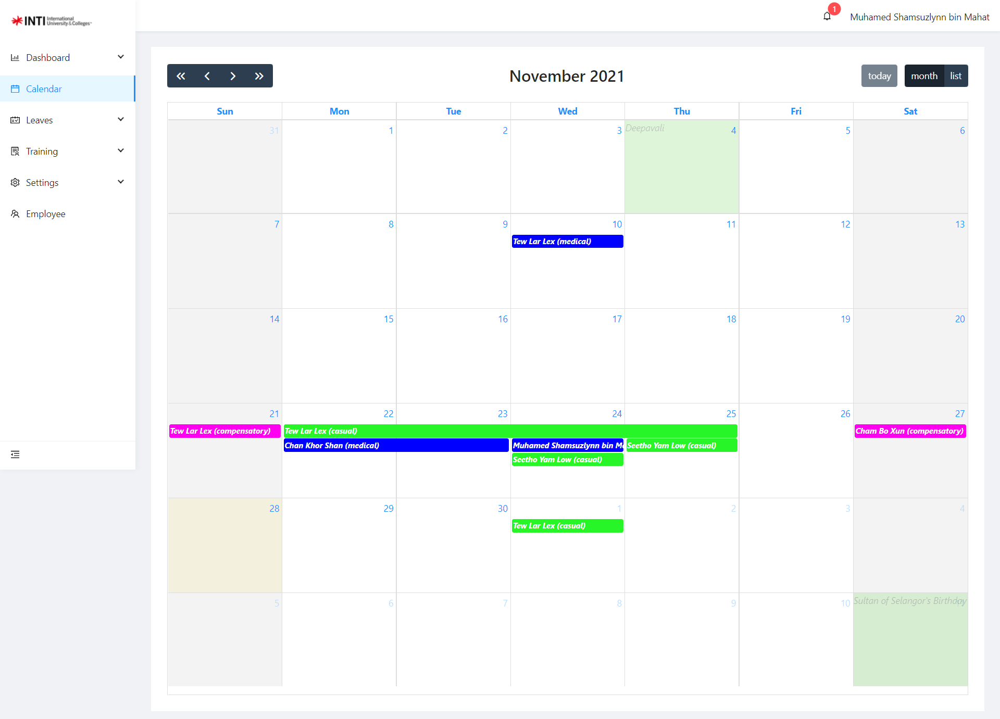 INTI International
University & Colleges
1
Muhamed Shamsuzlynn bin Mahat
Dashboard
Calendar
Leaves
Training
Settings
Employee
November 2021
today
month
list
Sun Mon Tue Wed Thu Fri Sat
31 1 2 3 Deepavali 4 5 6
7 8 9 10 11 12 13
Tew Lar Lex (medical)
14 15 16 17 18 19 20
21 22 23 24 25 26 27
Tew Lar Lex (compensatory) Tew Lar Lex (casual) Cham Bo Xun (compensatory)
Chan Khor Shan (medical) Muhamed Shamsuzlynn bin Seetho Yam Low (casual)
Seetho Yam Low (casual)
28 29 30 1 2 3 4
Tew Lar Lex (casual)
5 6 7 8 9 10 Sultan of Selangor's Birthday